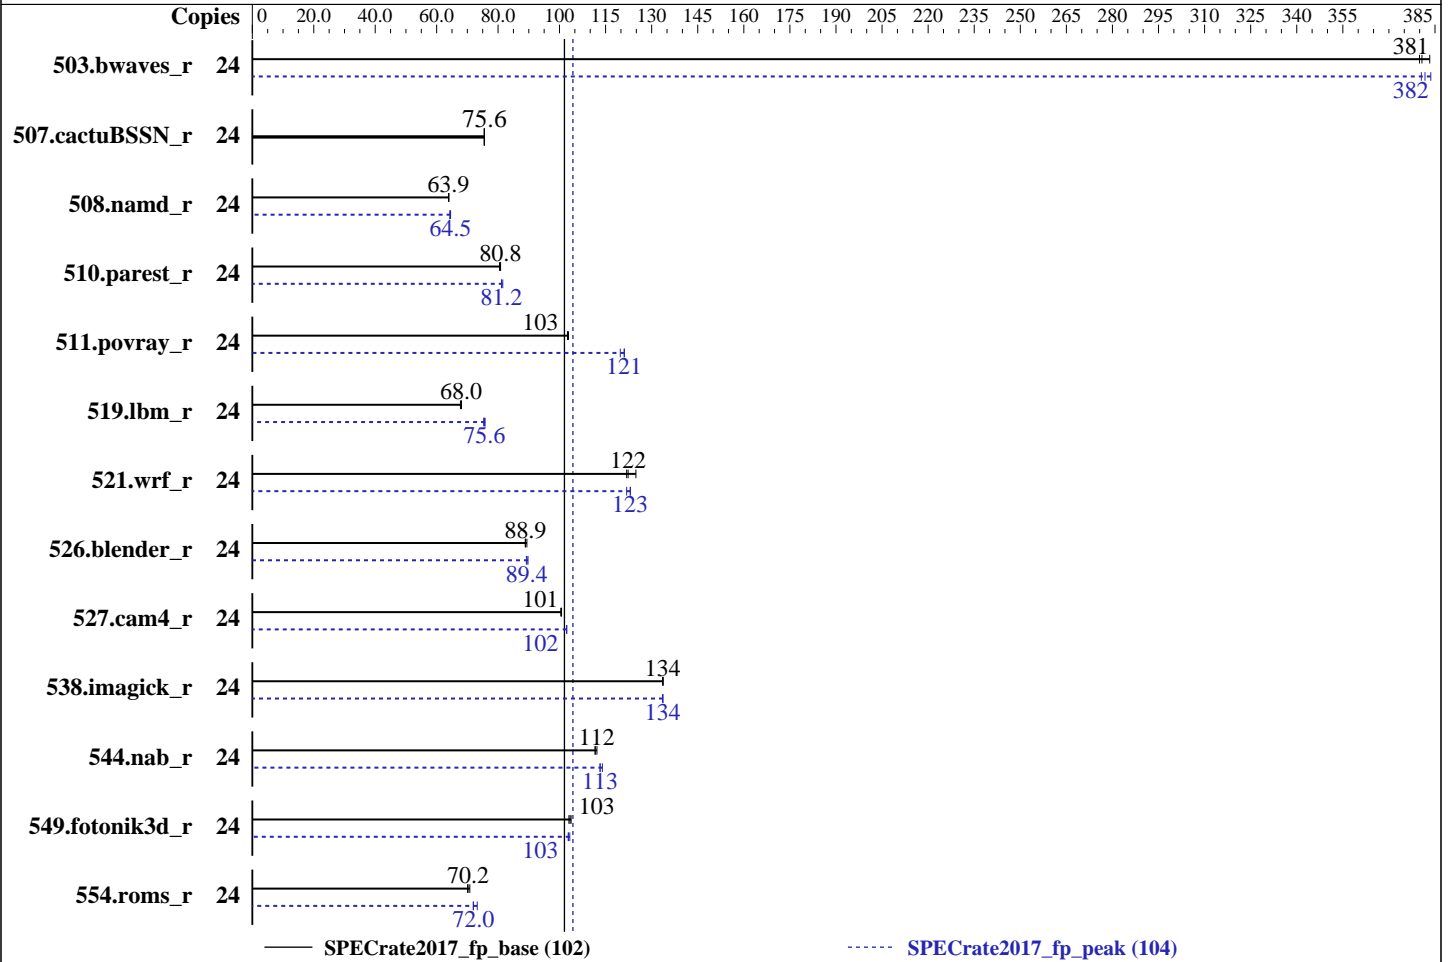 Copies 0 20.0 40.0 60.0 80.0 100 115 130 145 160 175 190 205 220 235 250 265 280 295 310 325 340 355 385
381
503.bwaves_r 24
382
75.6
507.cactuBSSN_r 24
63.9
508.namd_r 24
64.5
80.8
510.parest_r 24
81.2
103
511.povray_r 24
121
68.0
519.lbm_r 24
75.6
122
521.wrf_r 24
123
88.9
526.blender_r 24
89.4
101
527.cam4_r 24
102
134
538.imagick_r 24
134
112
544.nab_r 24
113
103
549.fotonik3d_r 24
103
70.2
554.roms_r 24
72.0
SPECrate2017_fp_base (102) SPECrate2017_fp_peak (104)